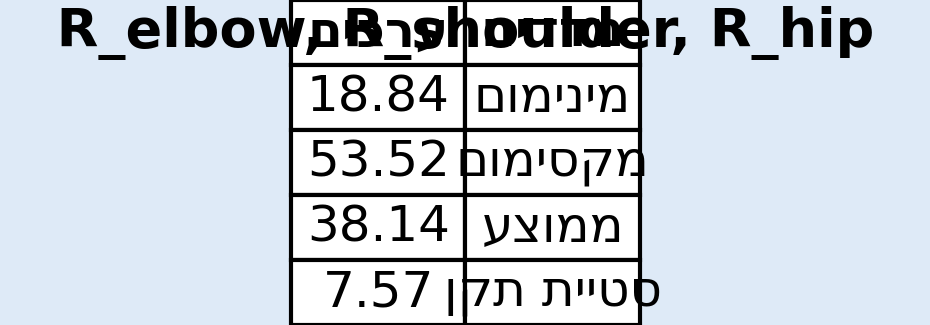 R_elbow, R_shoulder, R_hip
מינימום 18.84
מקסימום 53.52
ממוצע 38.14
סטיית תקן 7.57